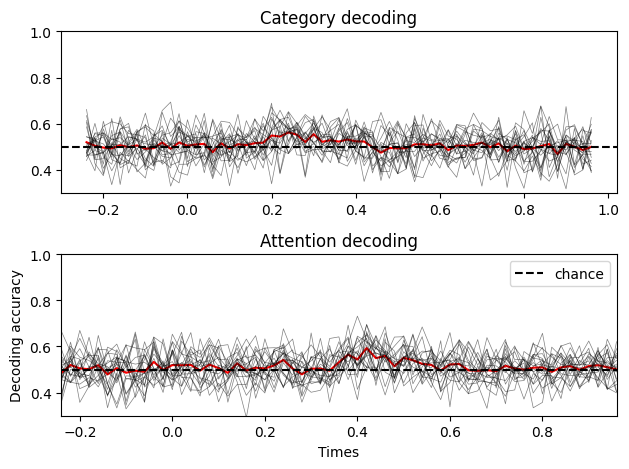 Category decoding
1.0
0.8
0.6
0.4
−0.2 0.0 0.2 0.4 0.6 0.8 1.0
Attention decoding
1.0
0.8
0.6
0.4
Decoding accuracy
chance
−0.2 0.0 0.2 0.4 0.6 0.8
Times